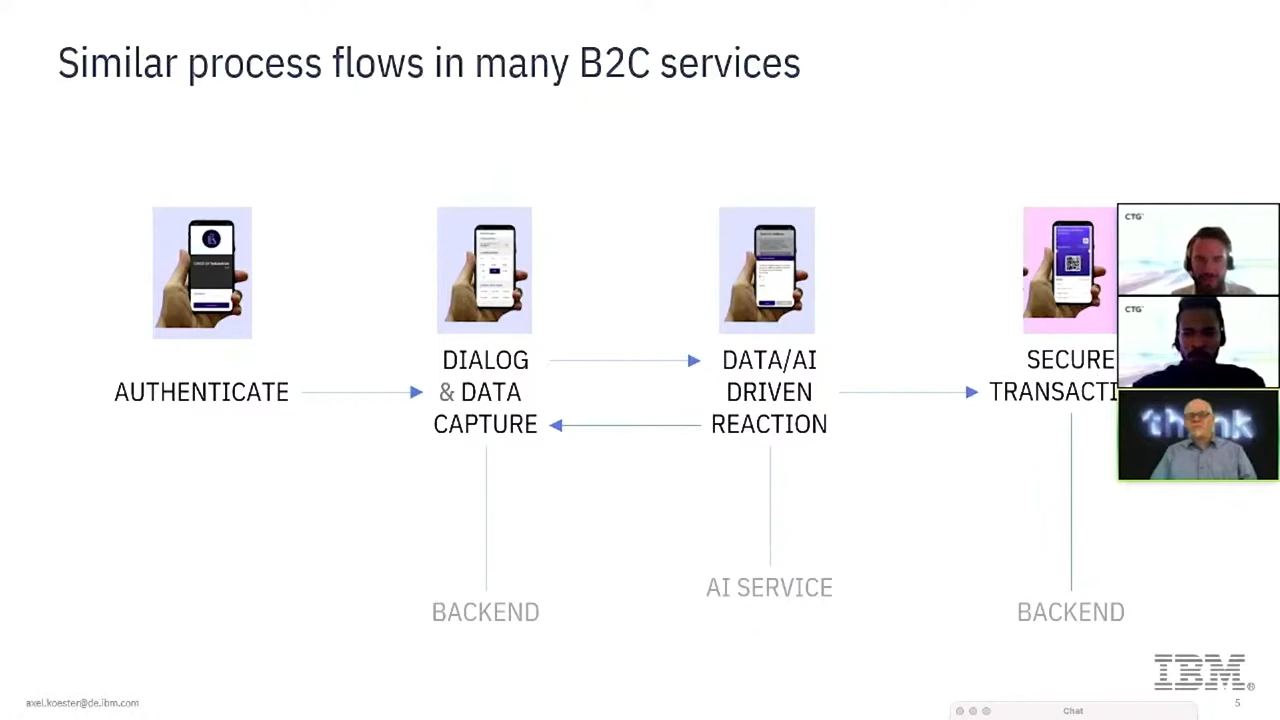 Similar process flows in many B2C services
CTG
CTG
think
AUTHENTICATE
DIALOG
& DATA
CAPTURE
DATA/AI
DRIVEN
REACTION
SECURE
TRANSACTI
BACKEND
AI SERVICE
BACKEND
IBM®
axel.koester@de.ibm.com
5
Chat